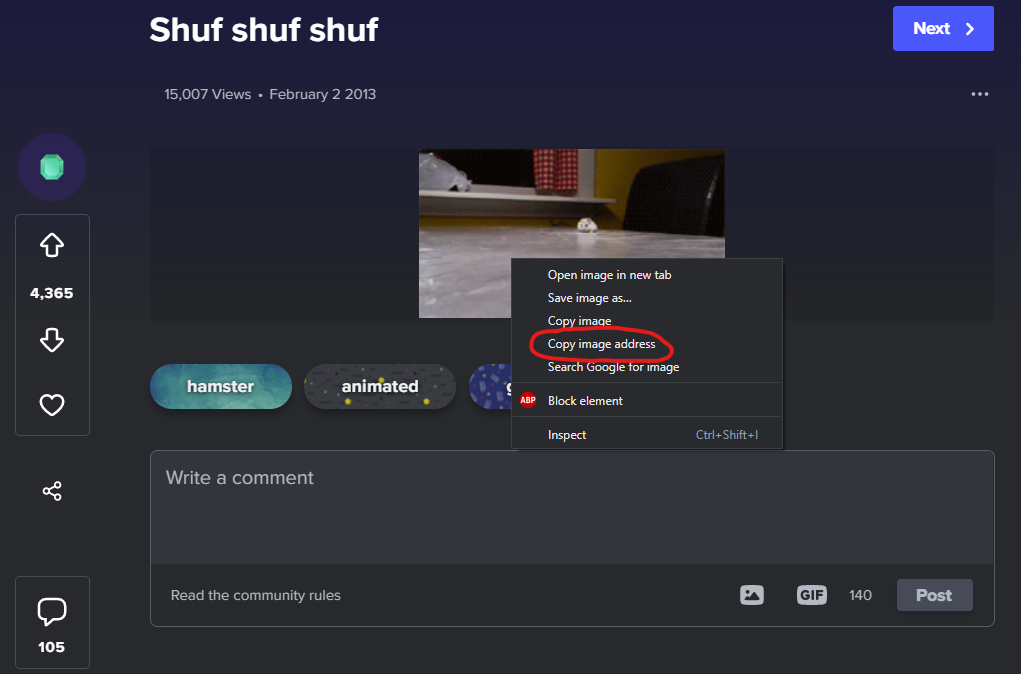 Shuf shuf shuf
Next
15,007 Views • February 2 2013
4,365
Open image in new tab
Save image as...
Copy image
Copy image address
Search Google for image
ABP Block element
Inspect Ctrl+Shift+I
hamster
animated
Write a comment
Read the community rules
GIF
140
Post
105